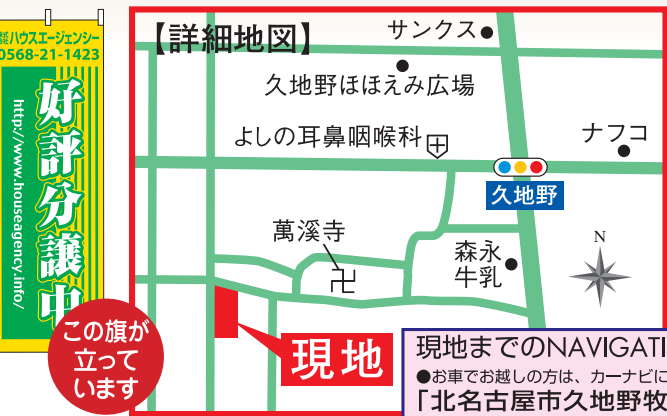 株式会社ハウスエージェンシー
0568-21-1423
好評分譲中
http://www.houseagency.info/
この旗が
立って
います
【詳細地図】
サンクス
久地野ほほえみ広場
よしの耳鼻咽喉科
ナフコ
久地野
萬溪寺
卍
森永
牛乳
N
現地
現地までのNAVIGATI
●お車でお越しの方は、カーナビに
「北名古屋市久地野牧